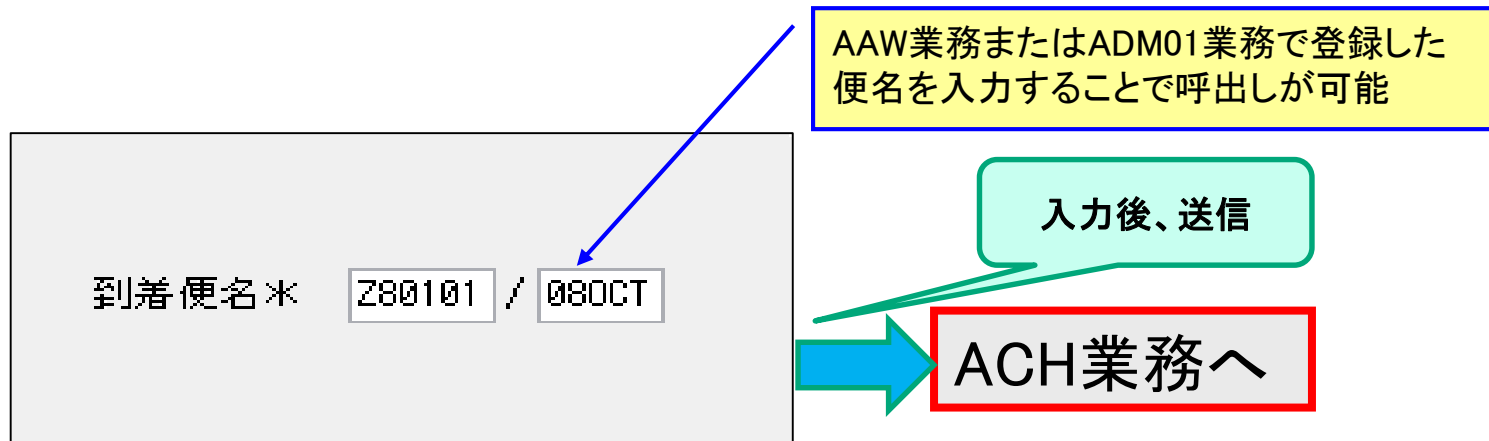 AAW業務またはADM01業務で登録した
便名を入力することで呼出しが可能
入力後、送信
到着便名＊ Z80101 / 08OCT
ACH業務へ